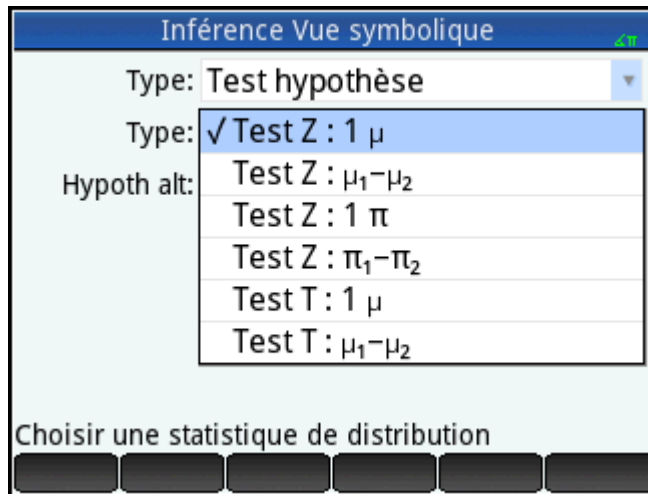 Inférence Vue symbolique
∡π
Type: Test hypothèse
Type: √ Test Z : 1 μ
Hypoth alt: Test Z : μ₁−μ₂
Test Z : 1 π
Test Z : π₁−π₂
Test T : 1 μ
Test T : μ₁−μ₂
Choisir une statistique de distribution